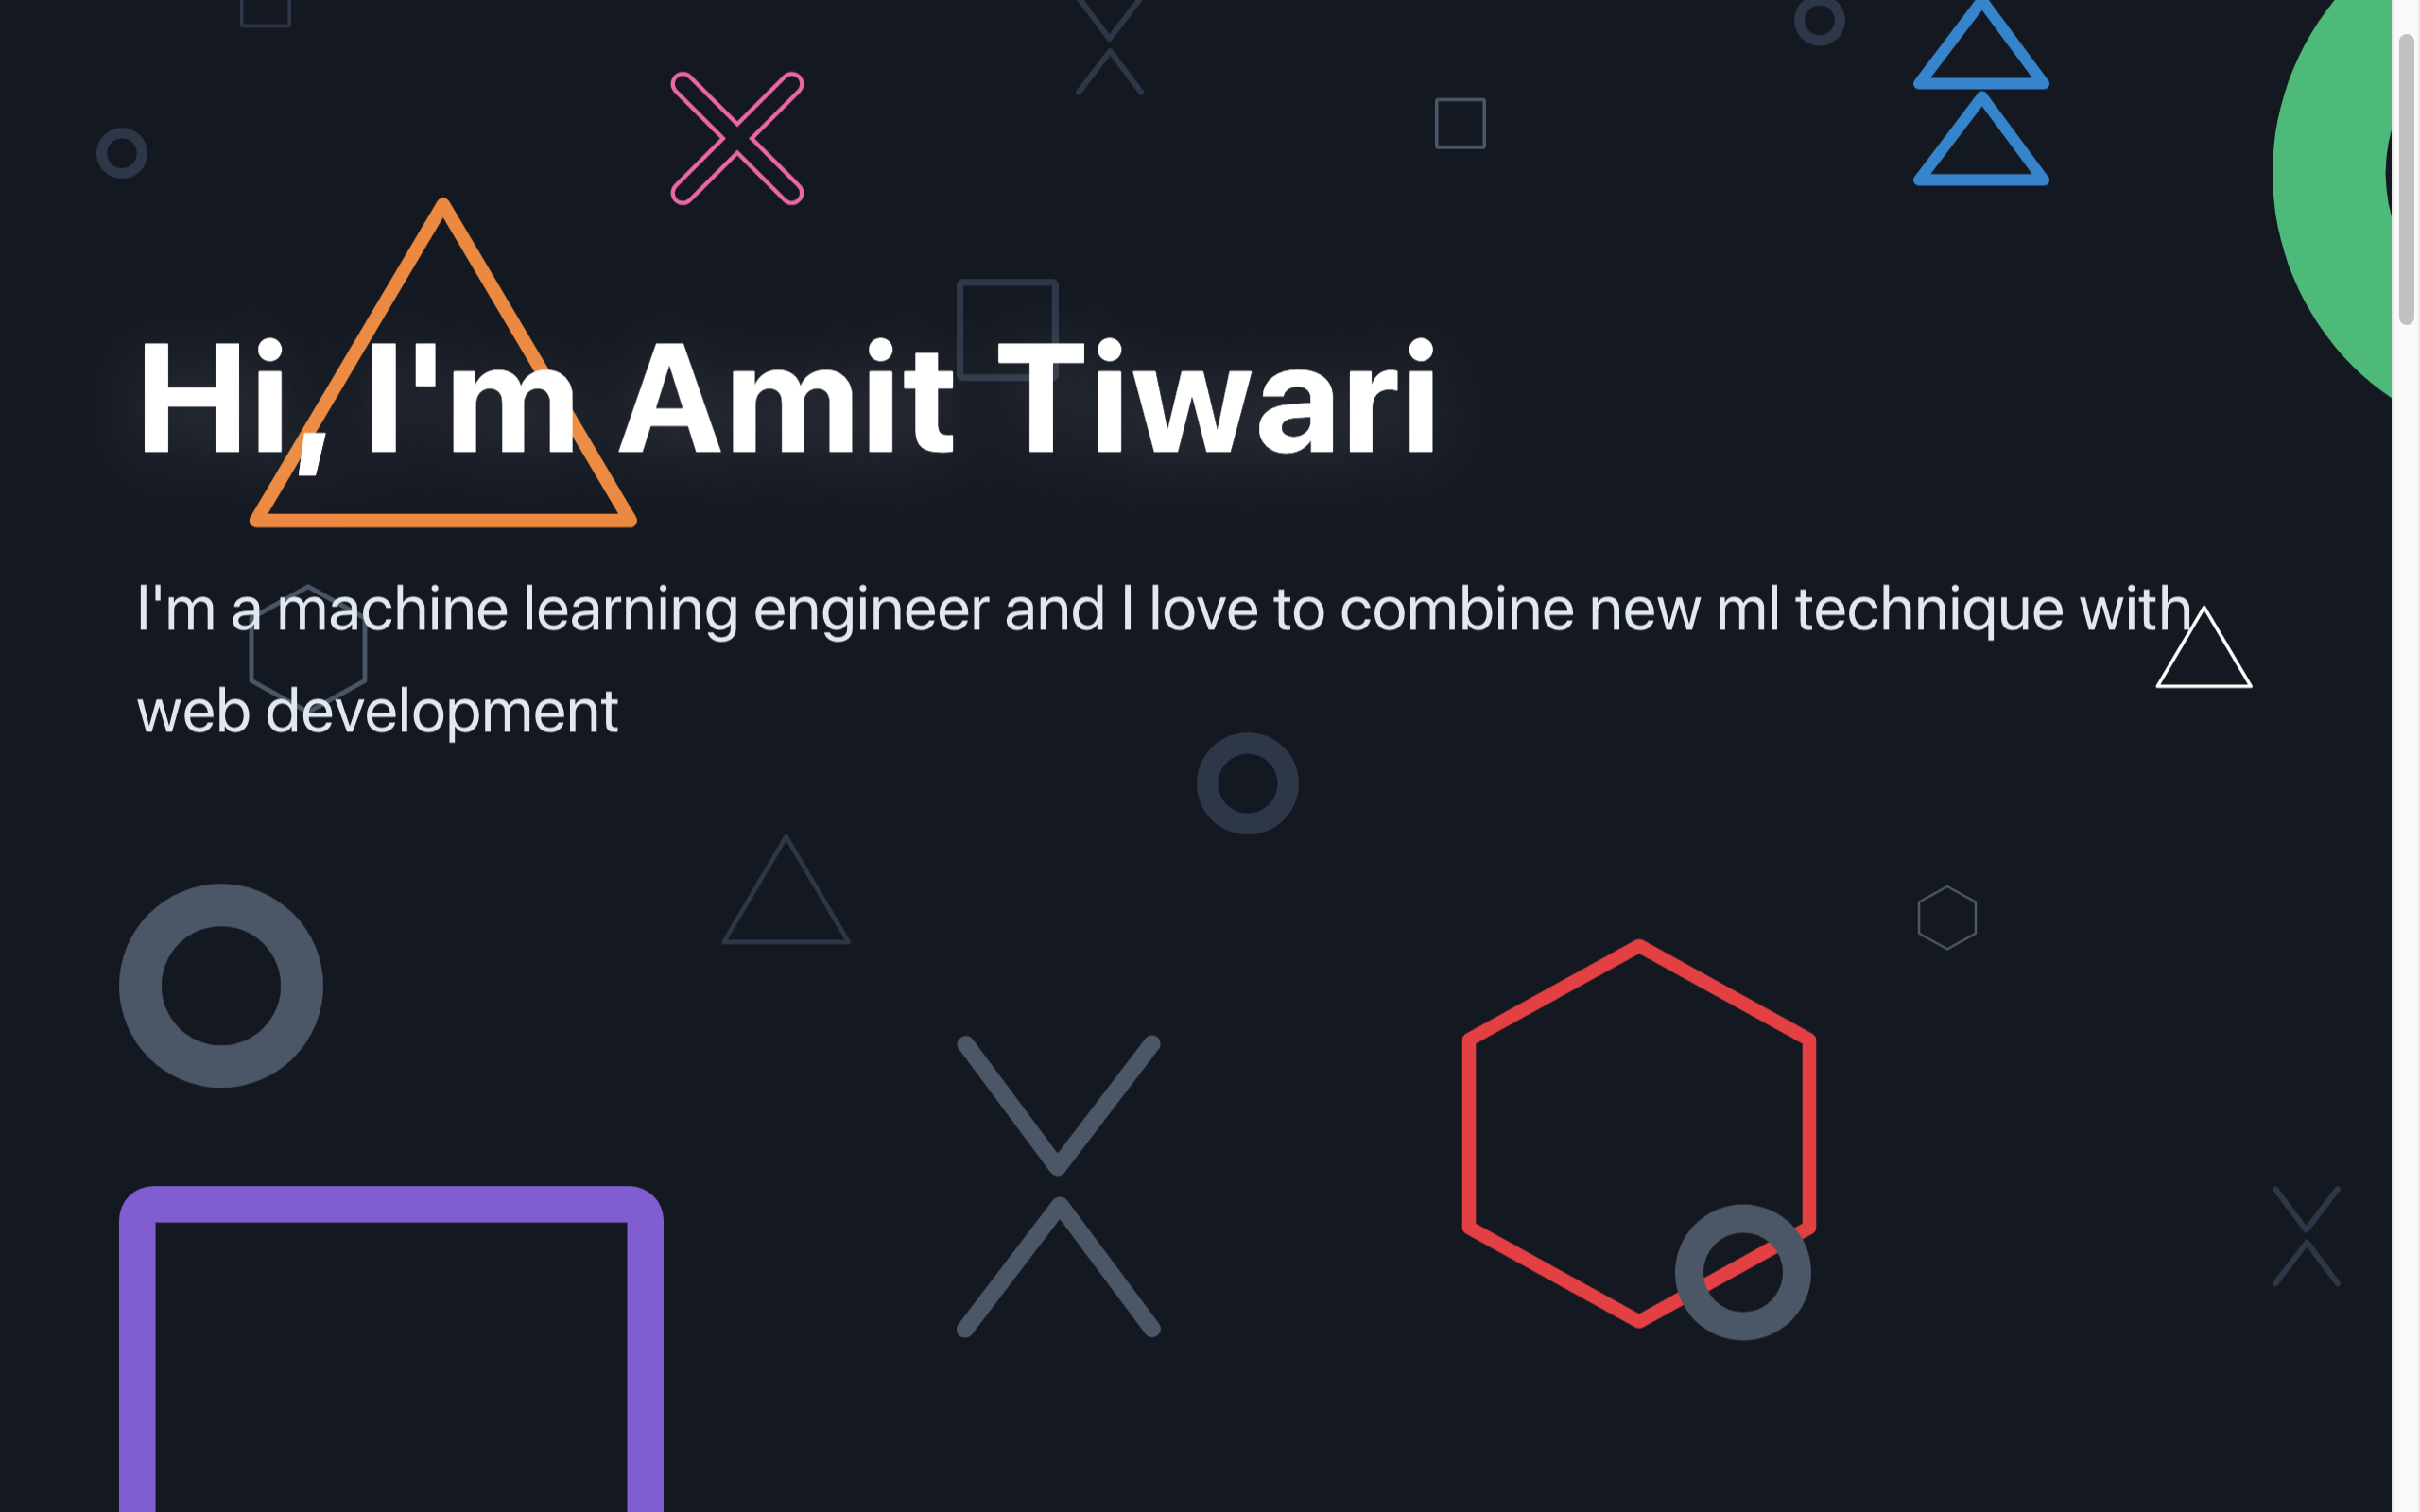 Hi, I'm Amit Tiwari
I'm a machine learning engineer and I love to combine new ml technique with
web development